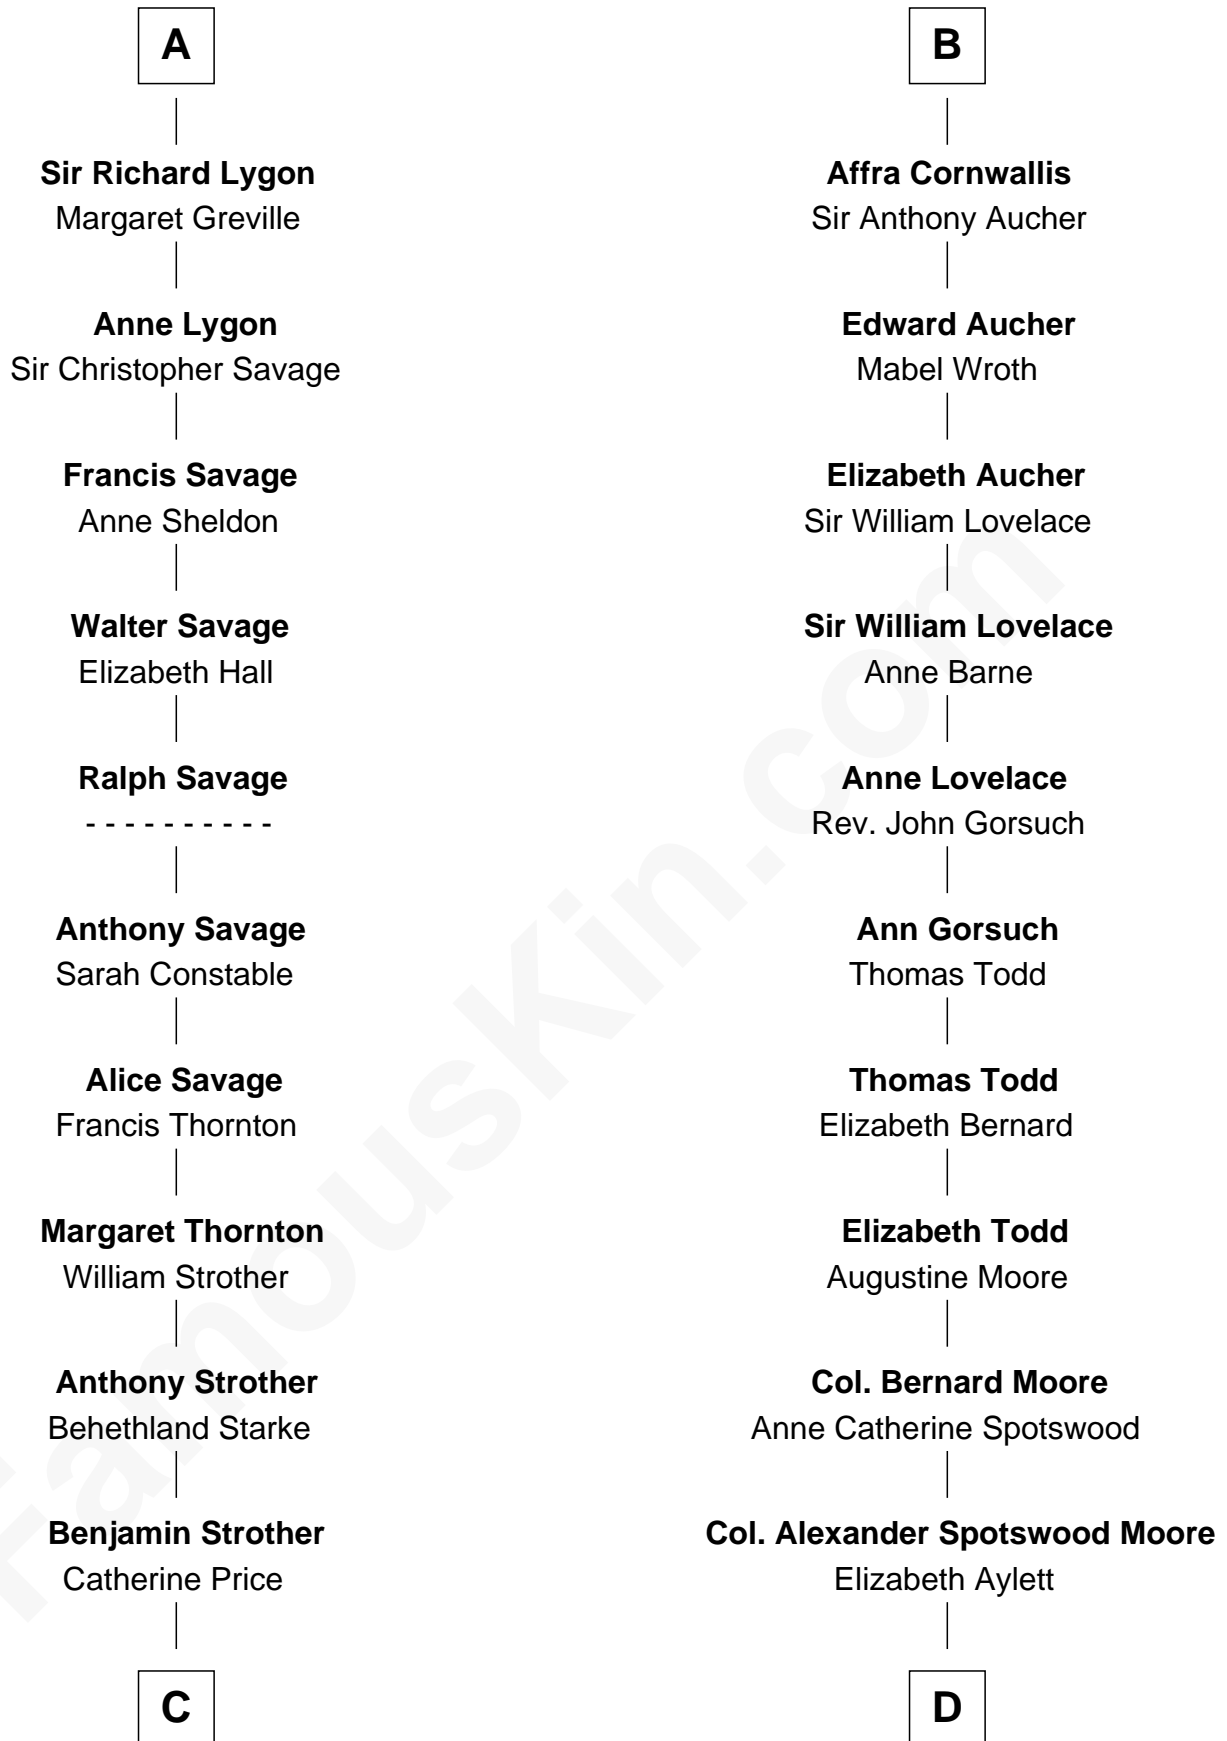 A
Sir Richard Lygon
Margaret Greville
Anne Lygon
Sir Christopher Savage
Francis Savage
Anne Sheldon
Walter Savage
Elizabeth Hall
Ralph Savage
- - - - - - - - - -
Anthony Savage
Sarah Constable
Alice Savage
Francis Thornton
Margaret Thornton
William Strother
Anthony Strother
Behethland Starke
Benjamin Strother
Catherine Price
C
B
Affra Cornwallis
Sir Anthony Aucher
Edward Aucher
Mabel Wroth
Elizabeth Aucher
Sir William Lovelace
Sir William Lovelace
Anne Barne
Anne Lovelace
Rev. John Gorsuch
Ann Gorsuch
Thomas Todd
Thomas Todd
Elizabeth Bernard
Elizabeth Todd
Augustine Moore
Col. Bernard Moore
Anne Catherine Spotswood
Col. Alexander Spotswood Moore
Elizabeth Aylett
D
FamousKin.com